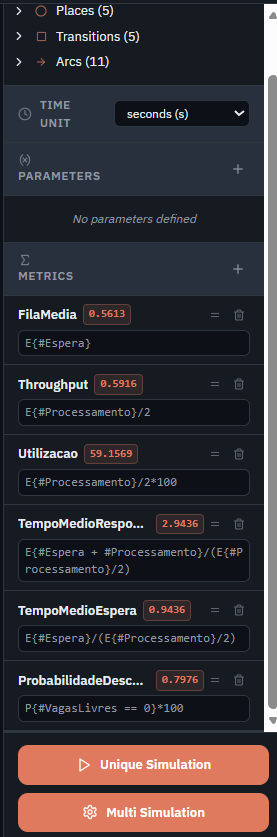 Places (5)
Transitions (5)
Arcs (11)
TIME
UNIT
seconds (s)
(x)
PARAMETERS
+
No parameters defined
Σ
METRICS
+
FilaMedia 0.5613 =
E{#Espera}
Throughput 0.5916 =
E{#Processamento}/2
Utilizacao 59.1569 =
E{#Processamento}/2*100
TempoMedioRespo... 2.9436 =
E{#Espera + #Processamento}/(E{#P
rocessamento}/2)
TempoMedioEspera 0.9436 =
E{#Espera}/(E{#Processamento}/2)
ProbabilidadeDesc... 0.7976 =
P{#VagasLivres == 0}*100
Unique Simulation
Multi Simulation